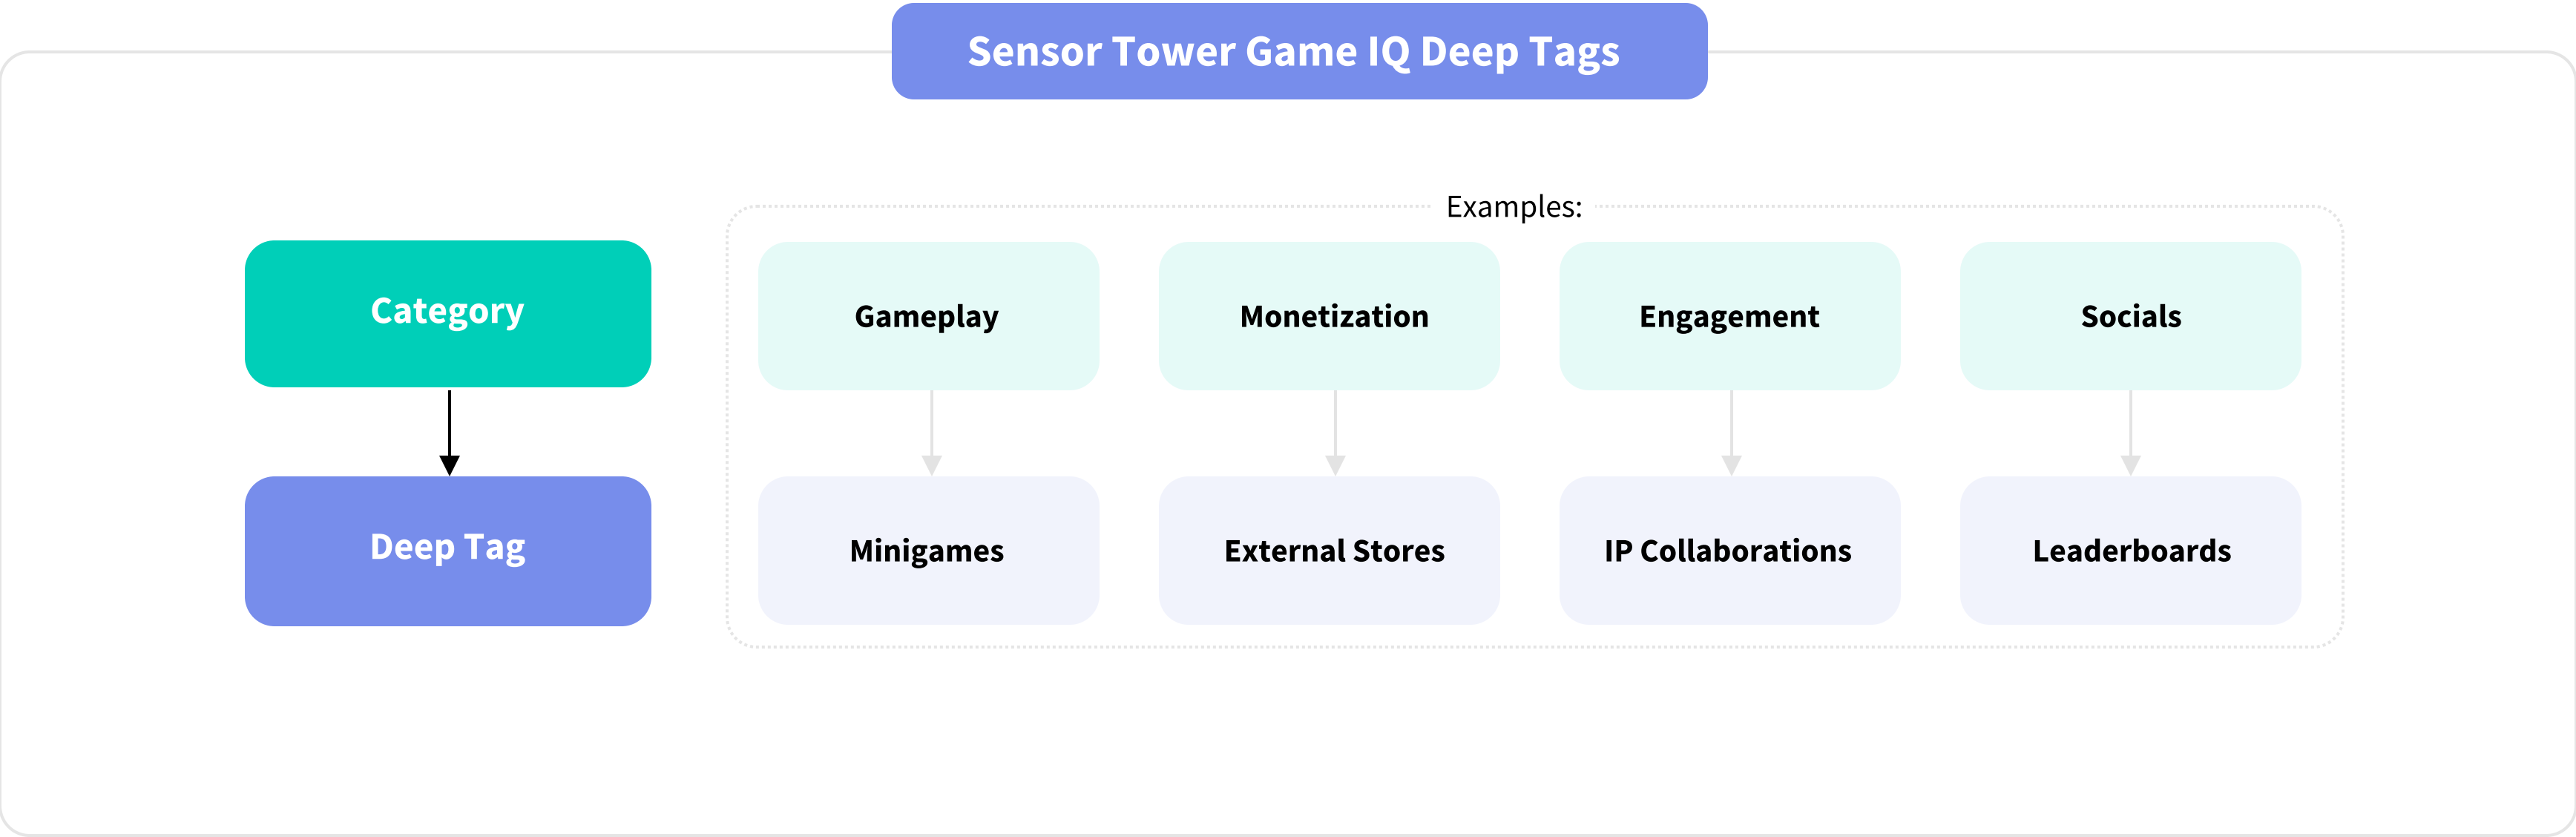 Sensor Tower Game IQ Deep Tags
Examples:
Category
Gameplay
Monetization
Engagement
Socials
Deep Tag
Minigames
External Stores
IP Collaborations
Leaderboards